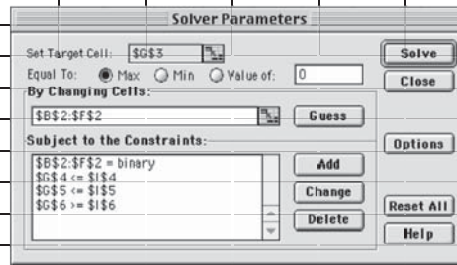 Solver Parameters
Set Target Cell: $G$3 Solve
Equal To: Max Min Value of: 0 Close
By Changing Cells:
$B$2:$F$2 Guess
Subject to the Constraints: Options
$B$2:$F$2 = binary Add
$G$4 <= $I$4
$G$5 <= $I$5 Change
$G$6 >= $I$6 Reset All
Delete
Help